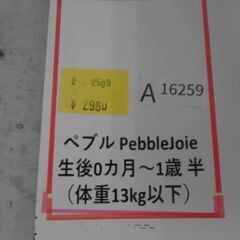 2. 2609
¥2980
A 16259
ペブル PebbleJoie
生後0カ月～1歳 半
（体重13kg以下）